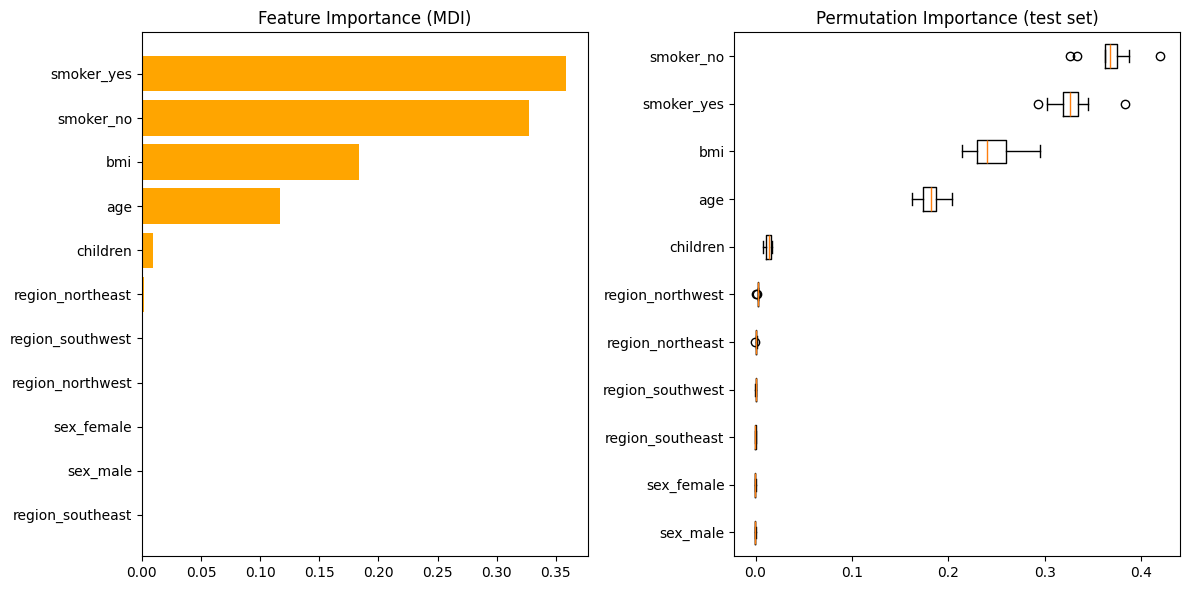 Feature Importance (MDI)
smoker_yes
smoker_no
bmi
age
children
region_northeast
region_southwest
region_northwest
sex_female
sex_male
region_southeast
0.00 0.05 0.10 0.15 0.20 0.25 0.30 0.35
Permutation Importance (test set)
smoker_no
smoker_yes
bmi
age
children
region_northwest
region_northeast
region_southwest
region_southeast
sex_female
sex_male
0.0 0.1 0.2 0.3 0.4